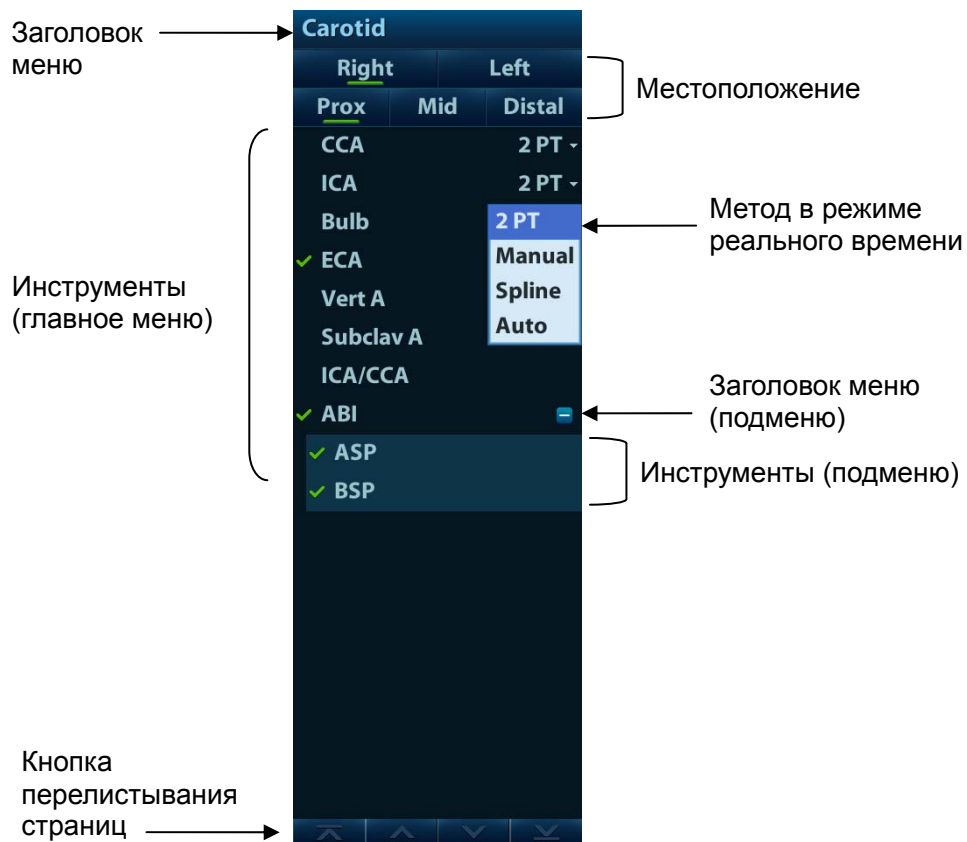 Заголовок
меню
Carotid
Right Left
Местоположение
Prox Mid Distal
CCA 2 PT
ICA 2 PT
Bulb 2 PT
Метод в режиме
реального времени
ECA Manual
Vert A Spline
Subclav A Auto
Инструменты
(главное меню)
ICA/CCA
ABI
Заголовок меню
(подменю)
ASP
BSP
Инструменты (подменю)
Кнопка
перелистывания
страниц